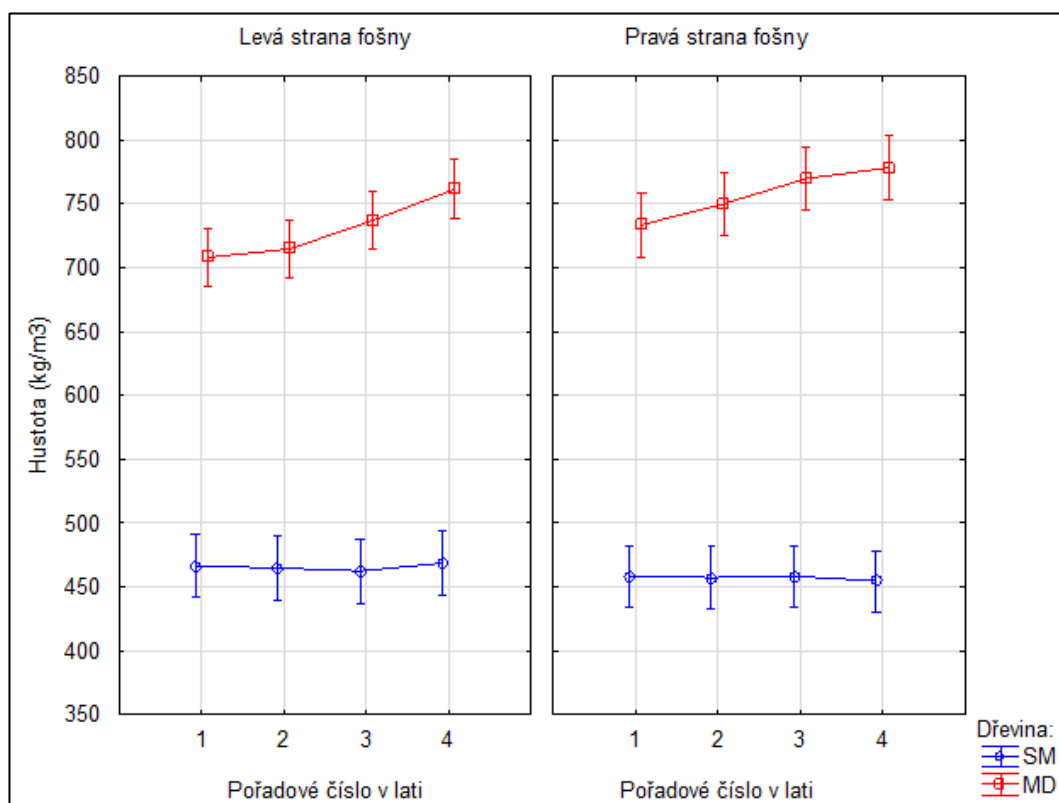 Levá strana fošny
Pravá strana fošny
Hustota (kg/m3)
850
800
750
700
650
600
550
500
450
400
350
1 2 3 4
1 2 3 4
Pořadové číslo v lati
Pořadové číslo v lati
Dřevina:
SM
MD